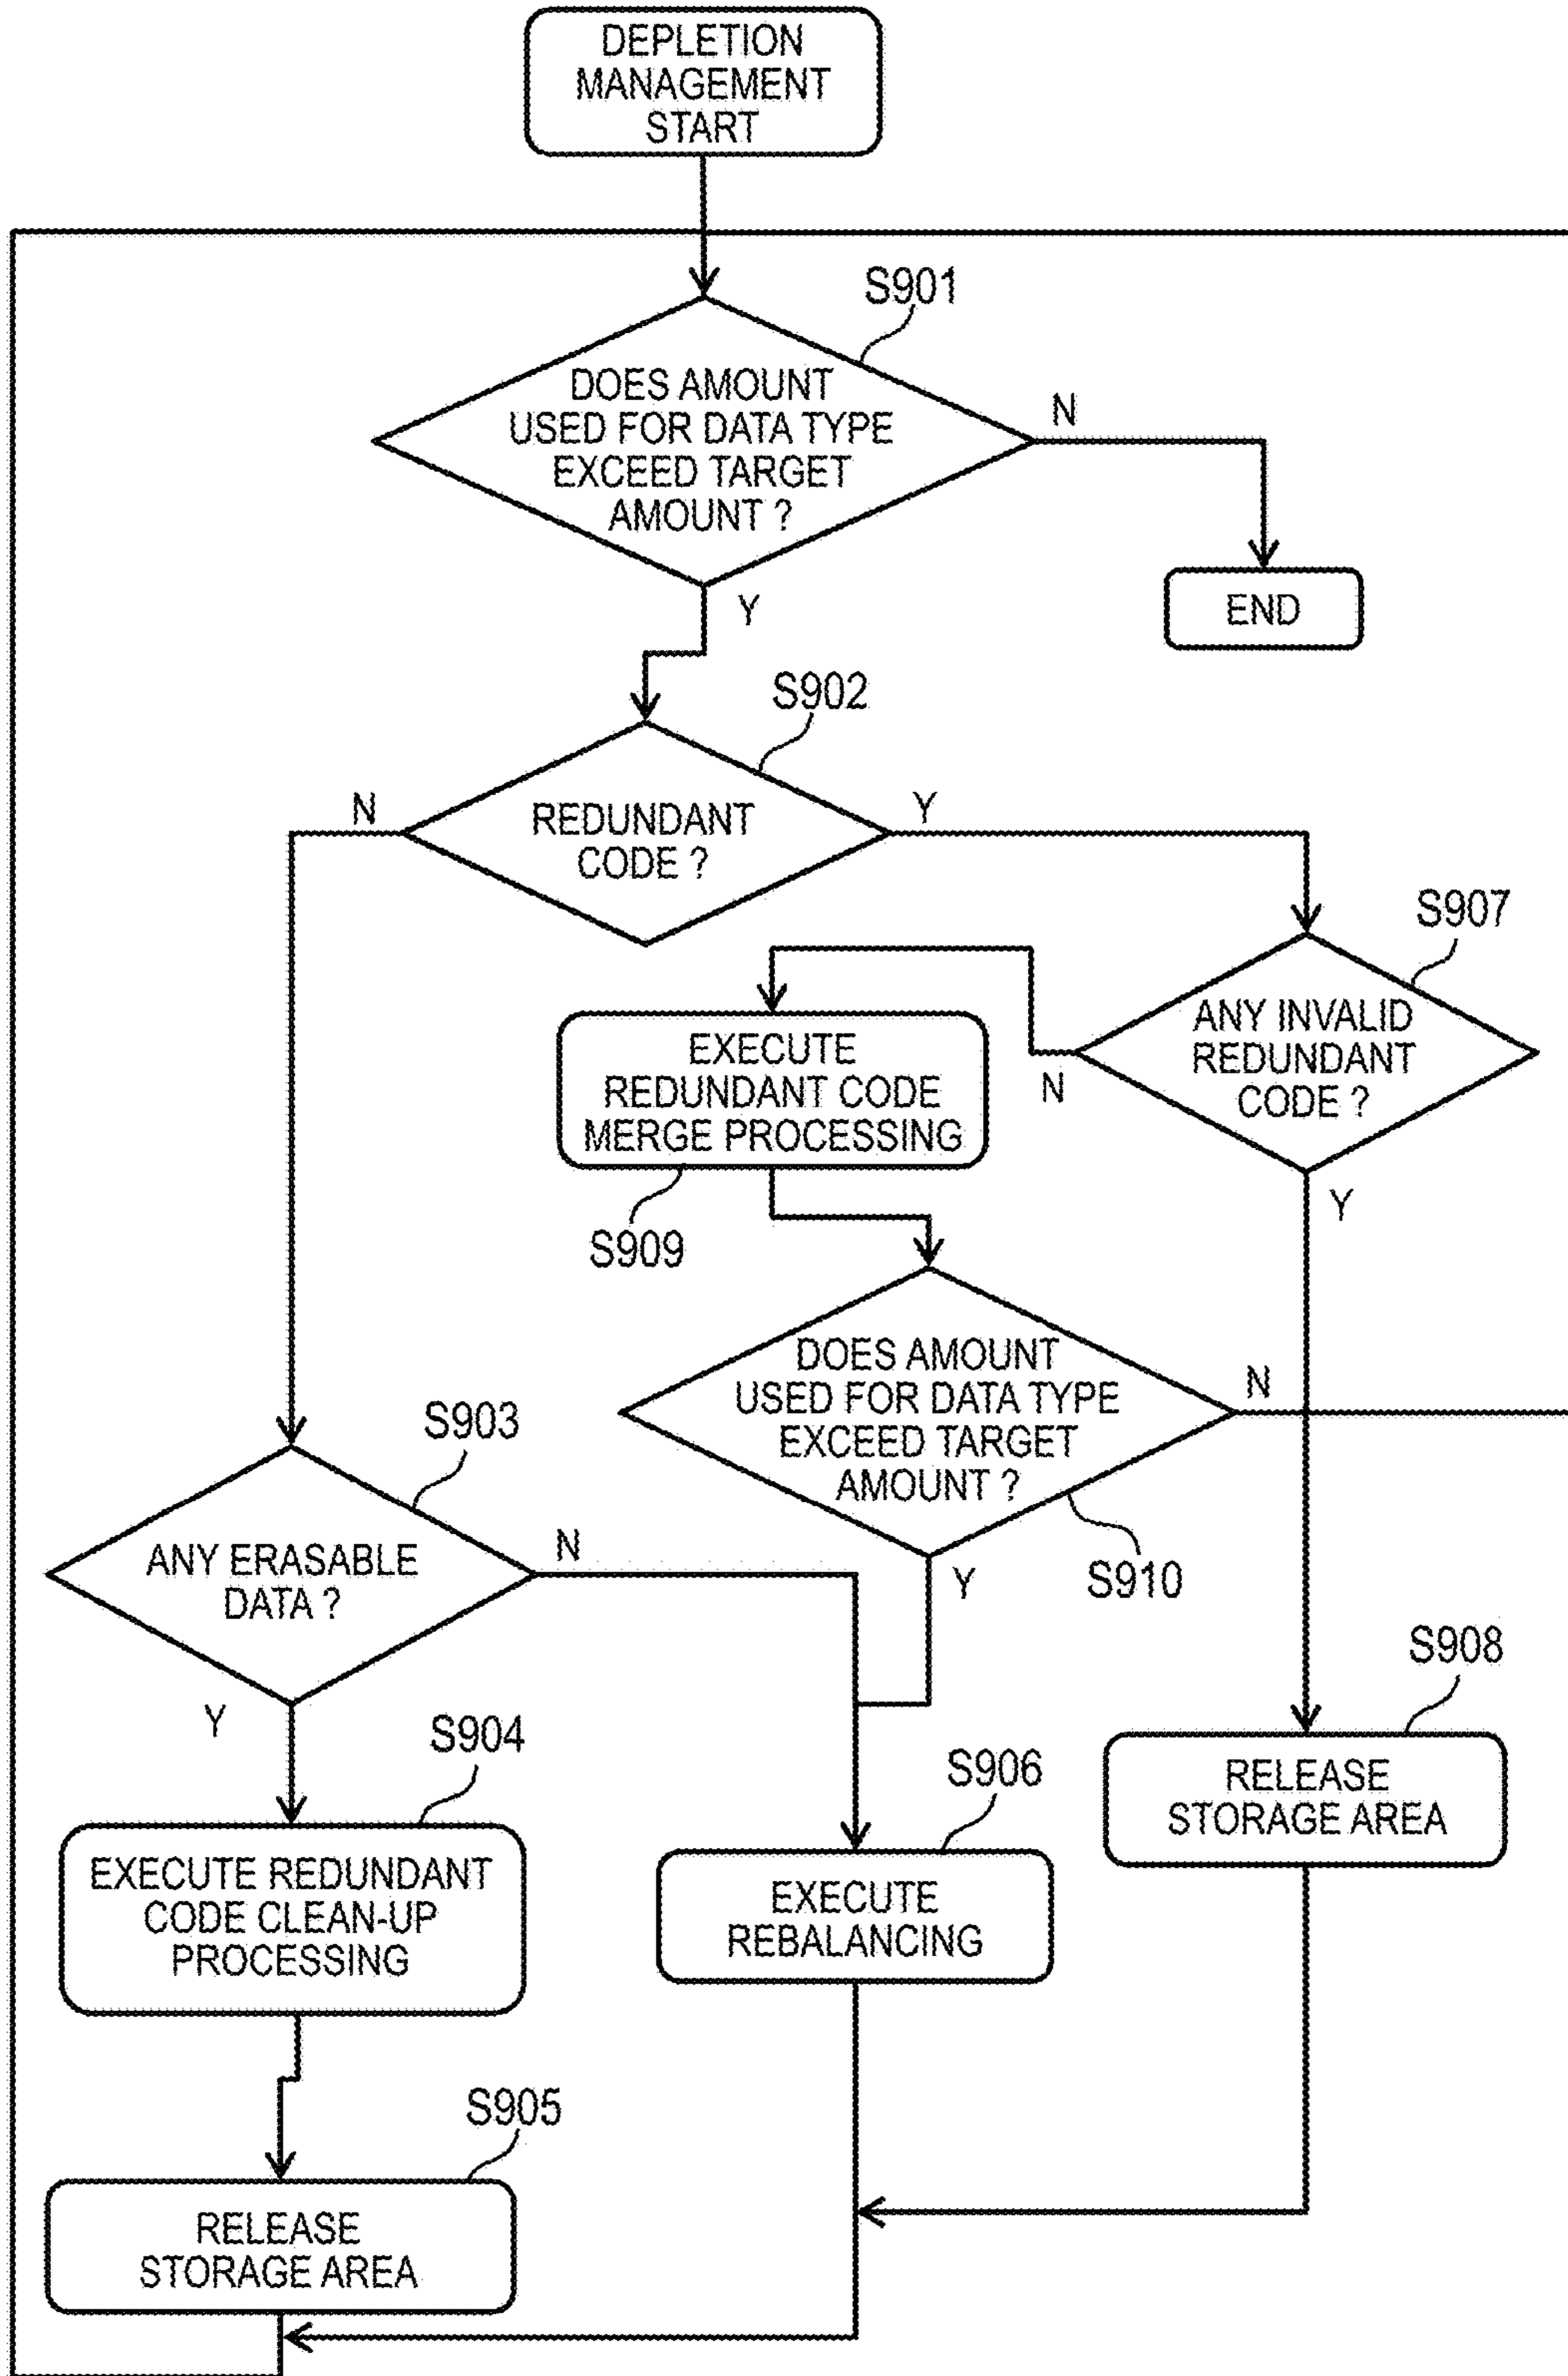 DEPLETION
MANAGEMENT
START
S901
DOES AMOUNT
USED FOR DATA TYPE
EXCEED TARGET
AMOUNT ?
N
Y
END
S902
REDUNDANT
CODE ?
N
Y
S907
ANY INVALID
REDUNDANT
CODE ?
N
Y
EXECUTE
REDUNDANT CODE
MERGE PROCESSING
S909
DOES AMOUNT
USED FOR DATA TYPE
EXCEED TARGET
AMOUNT ?
N
Y
S910
S903
ANY ERASABLE
DATA ?
N
Y
S908
RELEASE
STORAGE AREA
S904
EXECUTE REDUNDANT
CODE CLEAN-UP
PROCESSING
S906
EXECUTE
REBALANCING
S905
RELEASE
STORAGE AREA